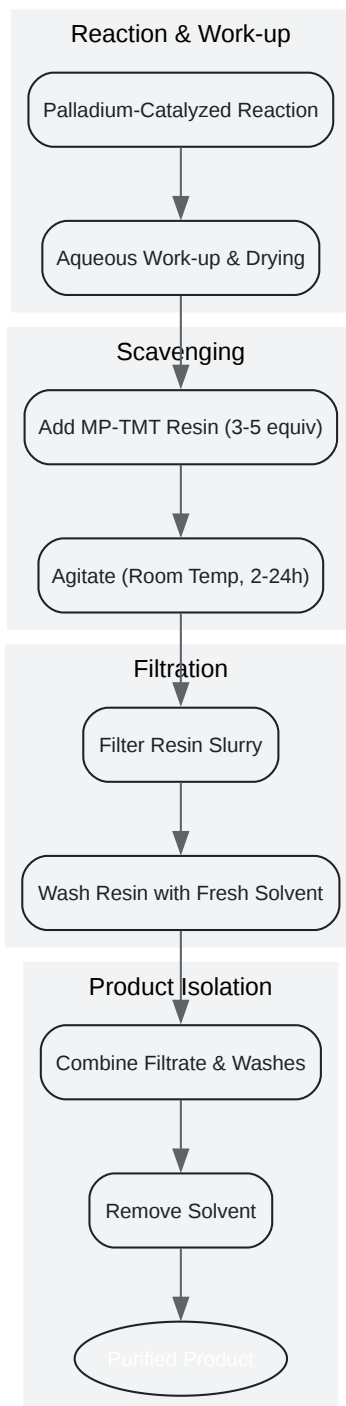 Reaction & Work-up
Palladium-Catalyzed Reaction
Aqueous Work-up & Drying
Scavenging
Add MP-TMT Resin (3-5 equiv)
Agitate (Room Temp, 2-24h)
Filtration
Filter Resin Slurry
Wash Resin with Fresh Solvent
Product Isolation
Combine Filtrate & Washes
Remove Solvent
Purified Product